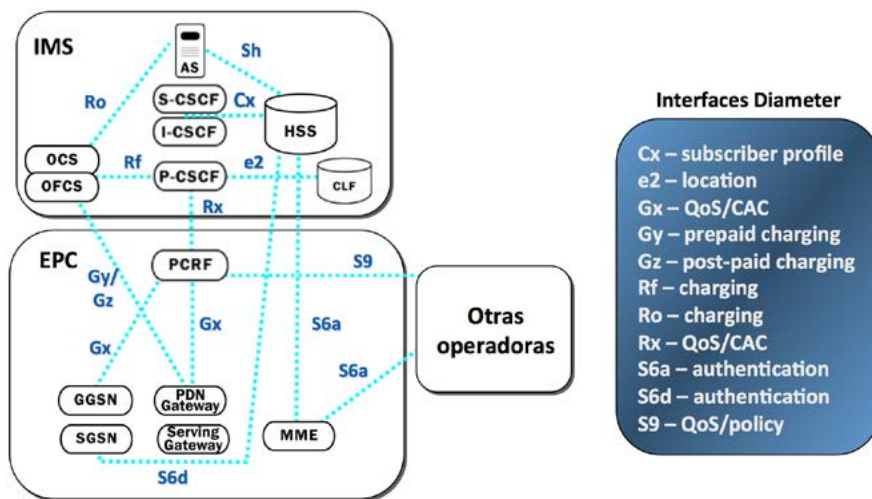 IMS
AS
Sh
Ro
S-CSCF
Cx
I-CSCF
HSS
OCS
OFCS
Rf
P-CSCF
e2
CLF
Rx
EPC
PCRF
S9
Gy/
Gz
Gx
Gx
S6a
S6a
Otras
operadoras
GGSN
PDN
Gateway
SGSN
Serving
Gateway
MME
S6d
Interfaces Diameter
Cx – subscriber profile
e2 – location
Gx – QoS/CAC
Gy – prepaid charging
Gz – post-paid charging
Rf – charging
Ro – charging
Rx – QoS/CAC
S6a – authentication
S6d – authentication
S9 – QoS/policy